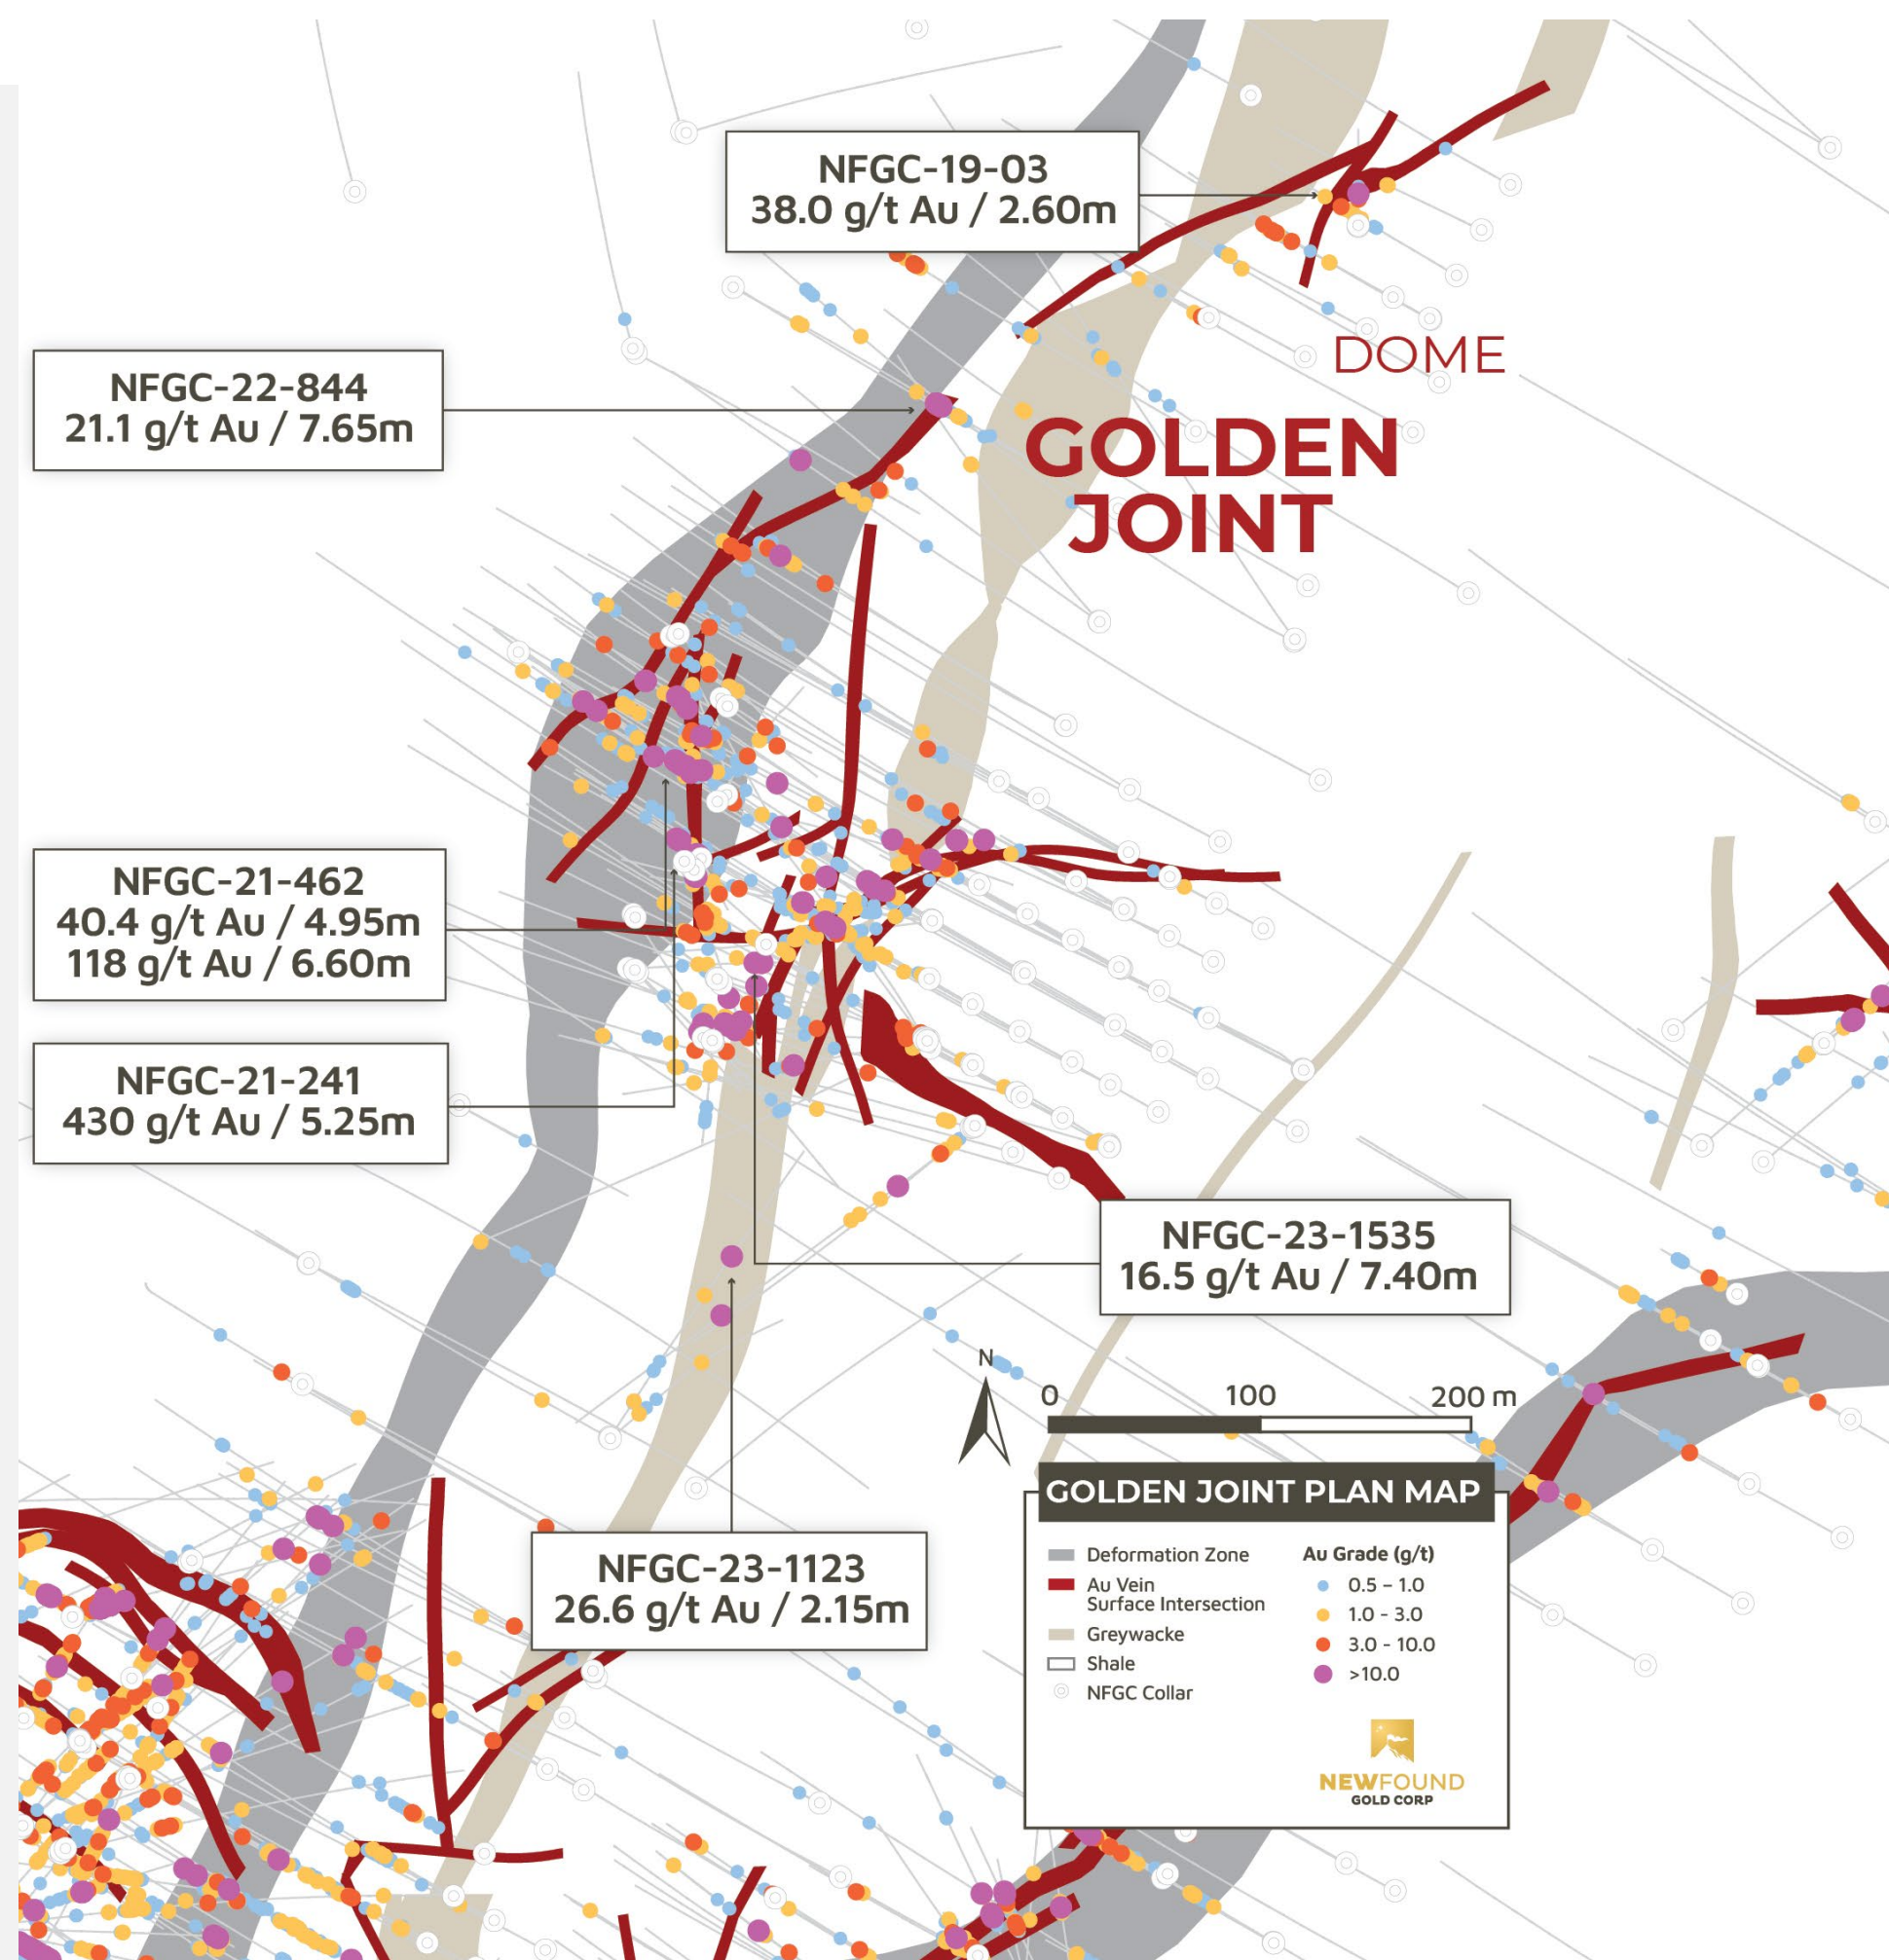 NFGC-19-03
38.0 g/t Au / 2.60m
DOME
NFGC-22-844
21.1 g/t Au / 7.65m
GOLDEN
JOINT
NFGC-21-462
40.4 g/t Au / 4.95m
118 g/t Au / 6.60m
NFGC-21-241
430 g/t Au / 5.25m
NFGC-23-1535
16.5 g/t Au / 7.40m
N
0 100 200 m
NFGC-23-1123
26.6 g/t Au / 2.15m
GOLDEN JOINT PLAN MAP
Deformation Zone
Au Vein
Surface Intersection
Greywacke
Shale
NFGC Collar
Au Grade (g/t)
0.5 – 1.0
1.0 - 3.0
3.0 - 10.0
>10.0
NEWFOUND
GOLD CORP